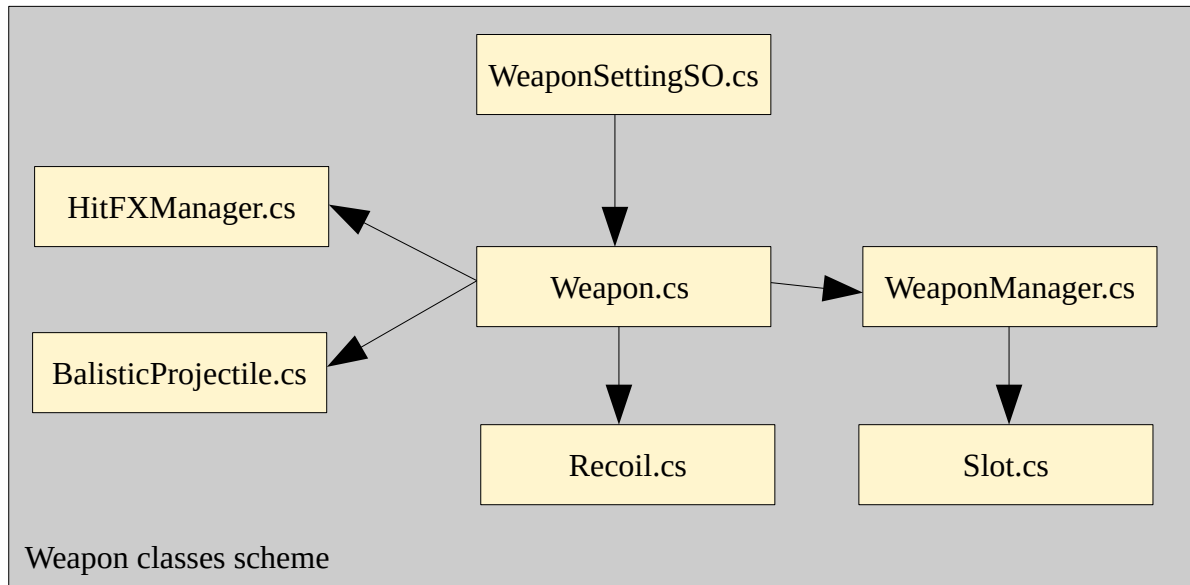 WeaponSettingSO.cs
HitFXManager.cs
Weapon.cs
WeaponManager.cs
BalisticProjectile.cs
Recoil.cs
Slot.cs
Weapon classes scheme